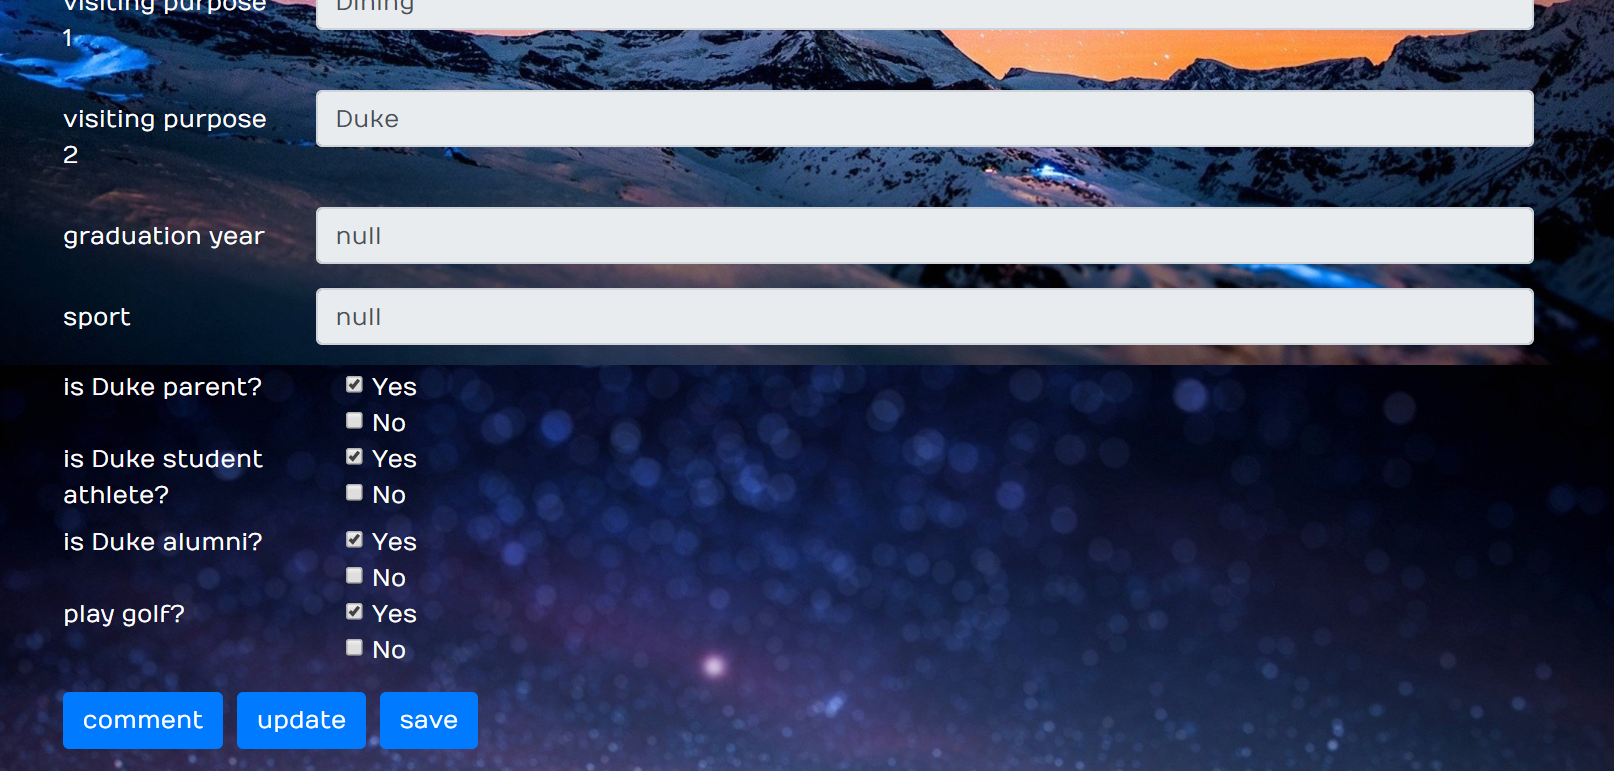 visiting purpose
1
Dining
visiting purpose
2
Duke
graduation year
null
sport
null
is Duke parent?
Yes
No
is Duke student
athlete?
Yes
No
is Duke alumni?
Yes
No
play golf?
Yes
No
comment
update
save